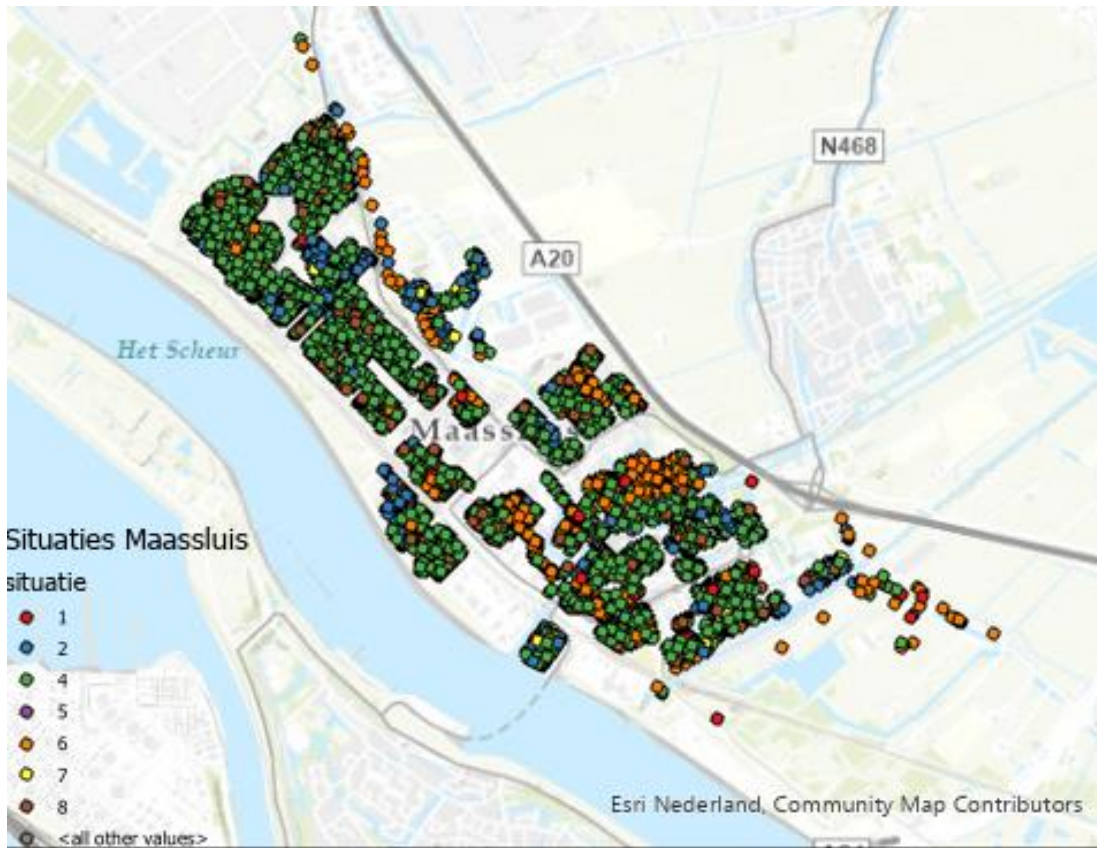 N468
A20
Het Scheur
Maassluis
Situaties Maassluis
situatie
1
2
4
5
6
7
8
<all other values>
Esri Nederland, Community Map Contributors